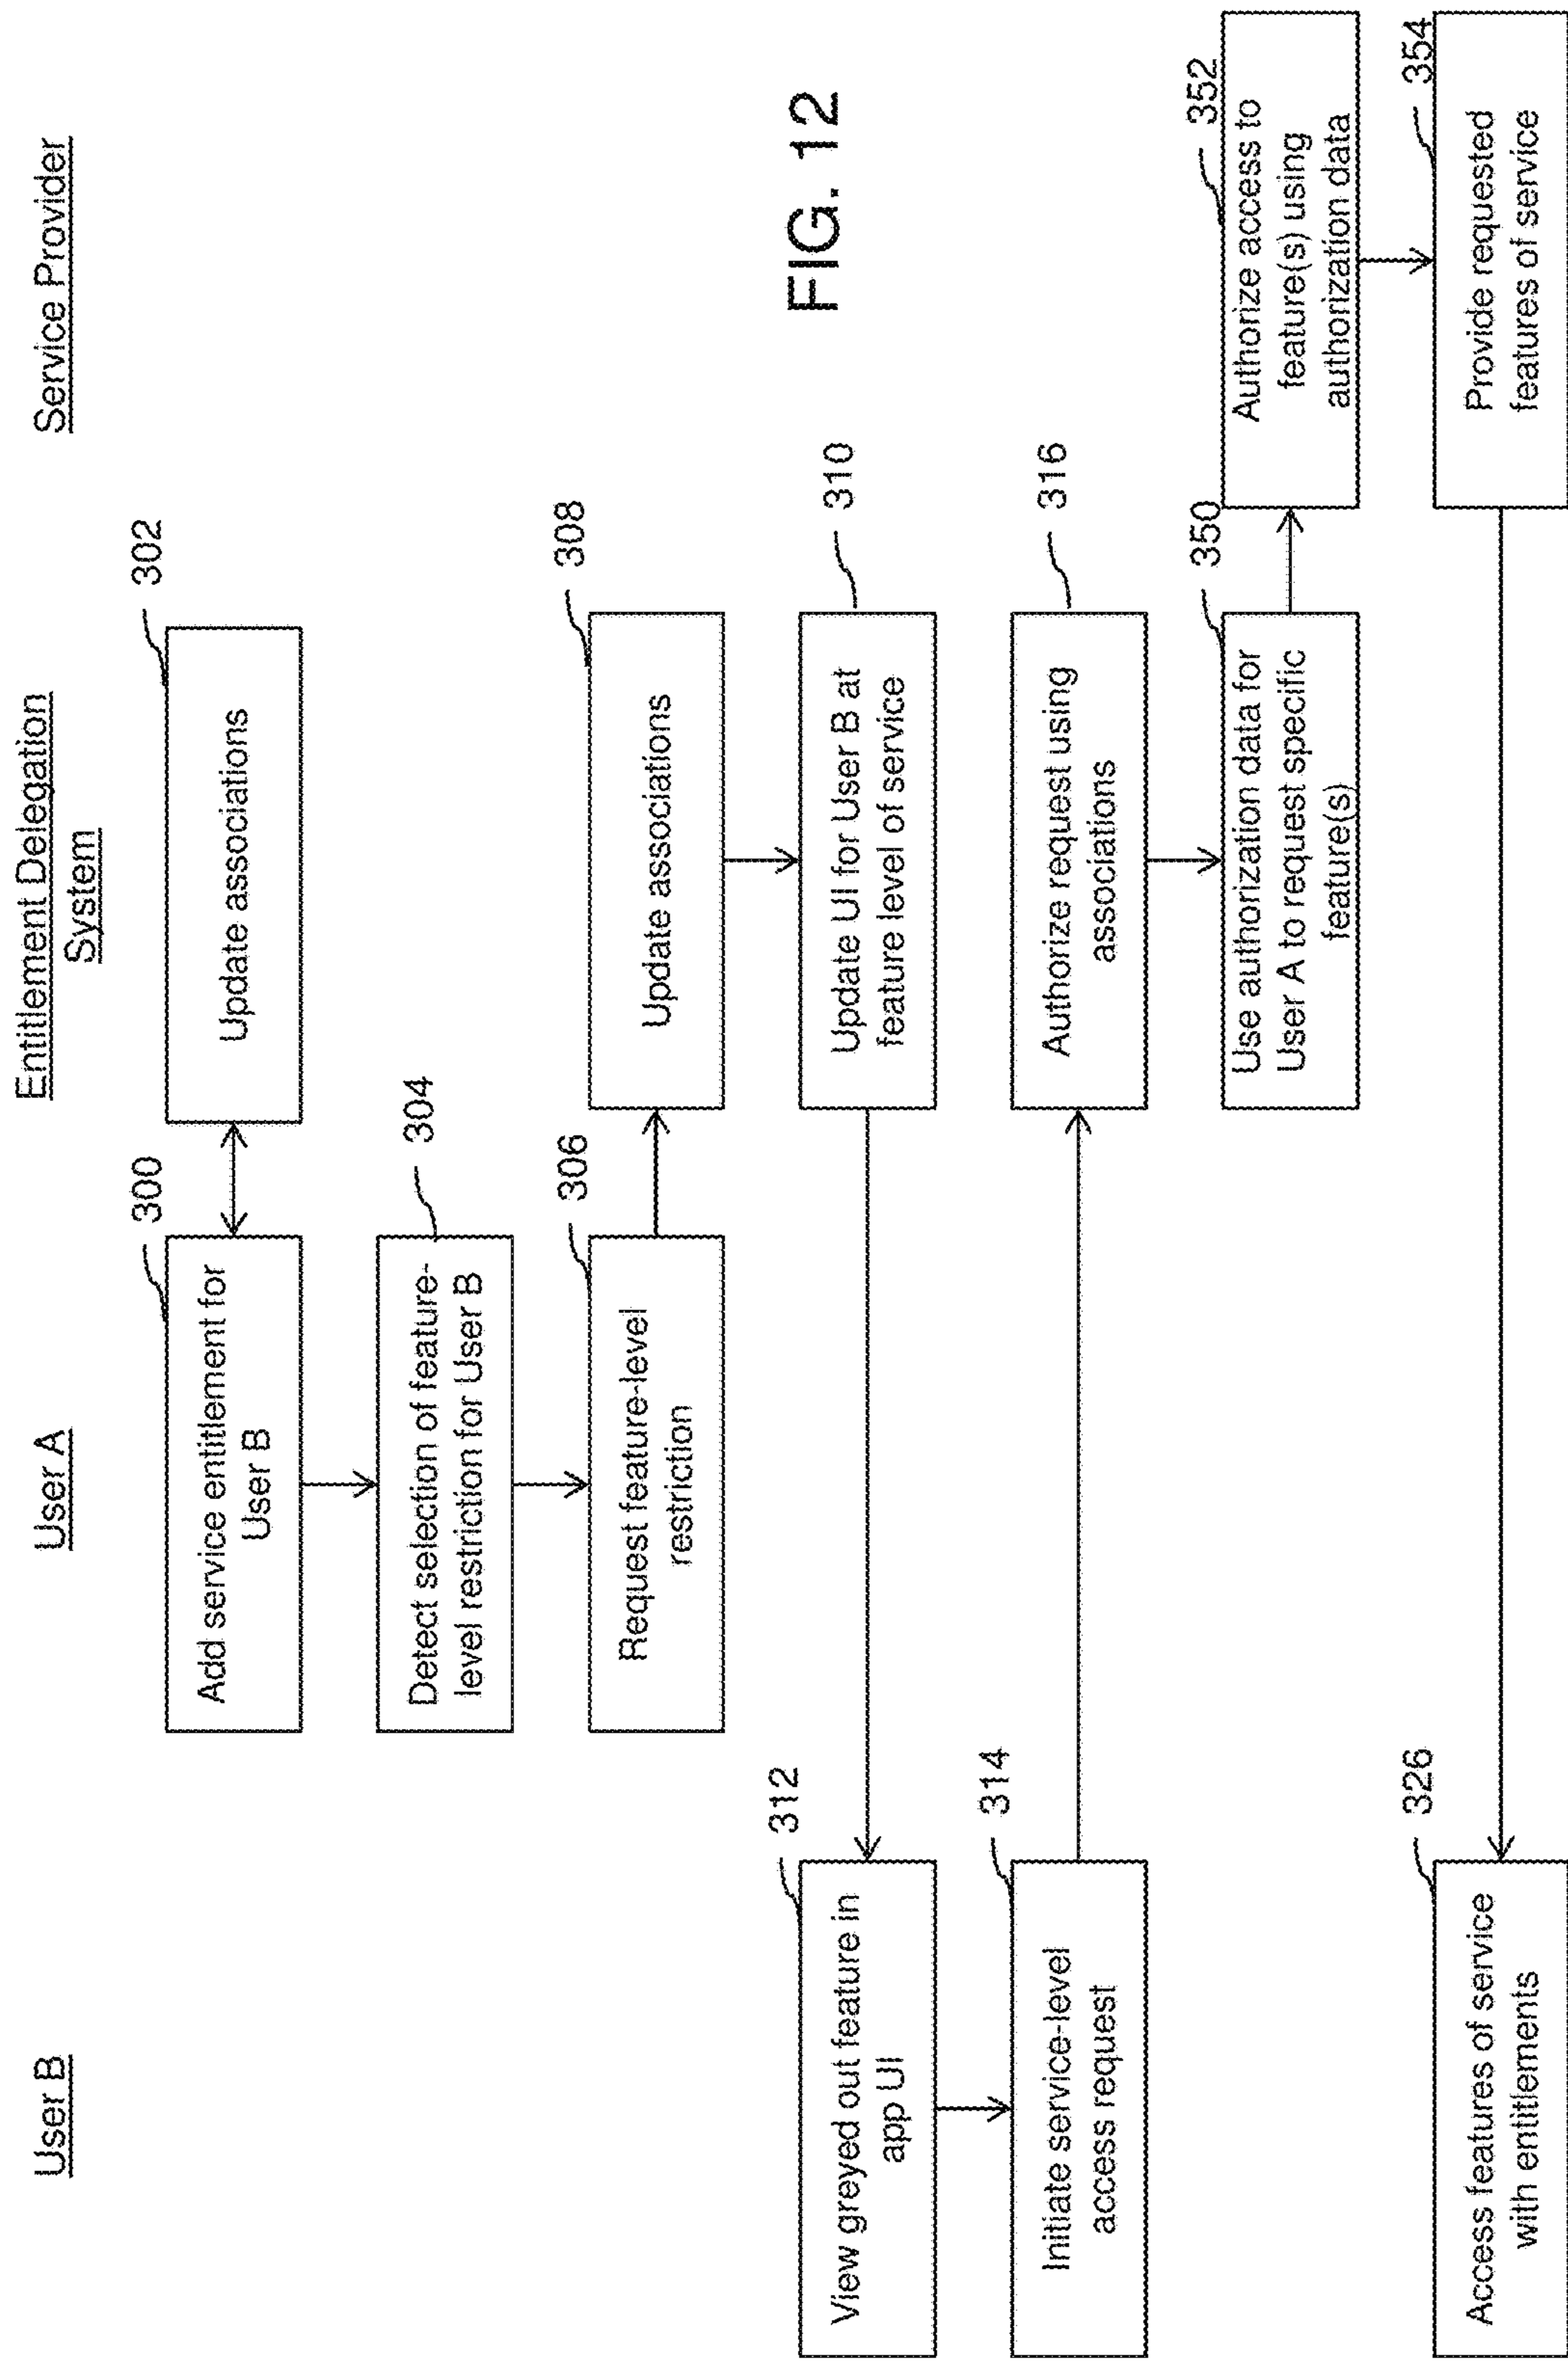 User B
User A
Entitlement Delegation
System
Service Provider
300
Add service entitlement for
User B
302
Update associations
304
Detect selection of feature-
level restriction for User B
306
Request feature-level
restriction
308
Update associations
310
Update UI for User B at
feature level of service
312
View greyed out feature in
app UI
314
Initiate service-level
access request
316
Authorize request using
associations
350
Use authorization data for
User A to request specific
feature(s)
352
Authorize access to
feature(s) using
authorization data
354
Provide requested
features of service
326
Access features of service
with entitlements
FIG. 12